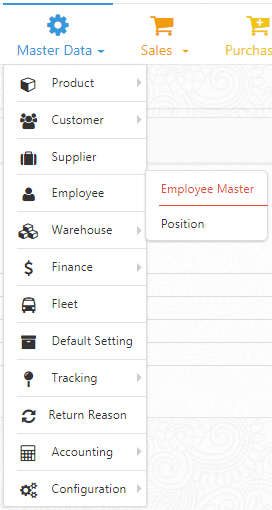 Master Data Sales Purchas
Product
Customer
Supplier
Employee
Employee Master
Position
Warehouse
Finance
Fleet
Default Setting
Tracking
Return Reason
Accounting
Configuration